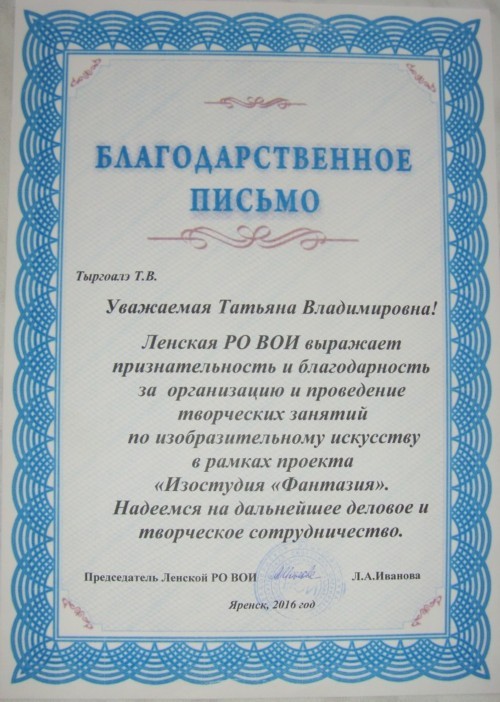 БЛАГОДАРСТВЕННОЕ
ПИСЬМО
Тыргоалэ Т.В.
Уважаемая Татьяна Владимировна!
Ленская РО ВОИ выражает
признательность и благодарность
за организацию и проведение
творческих занятий
по изобразительному искусству
в рамках проекта
«Изостудия «Фантазия».
Надеемся на дальнейшее деловое и
творческое сотрудничество.
Председатель Ленской РО ВОИ Л.А.Иванова
Яренск, 2016 год